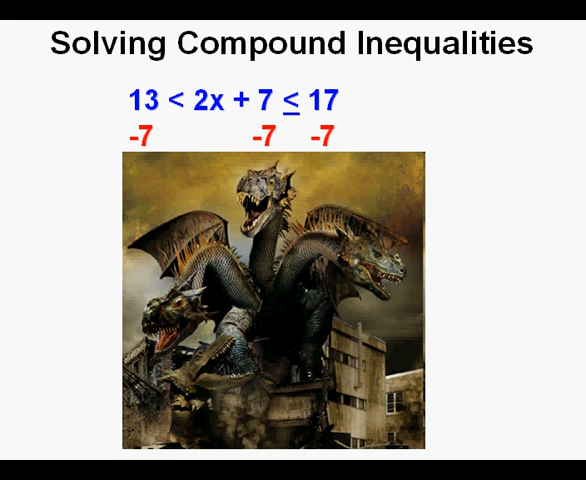 Solving Compound Inequalities
13 < 2x + 7 ≤ 17
-7 -7 -7